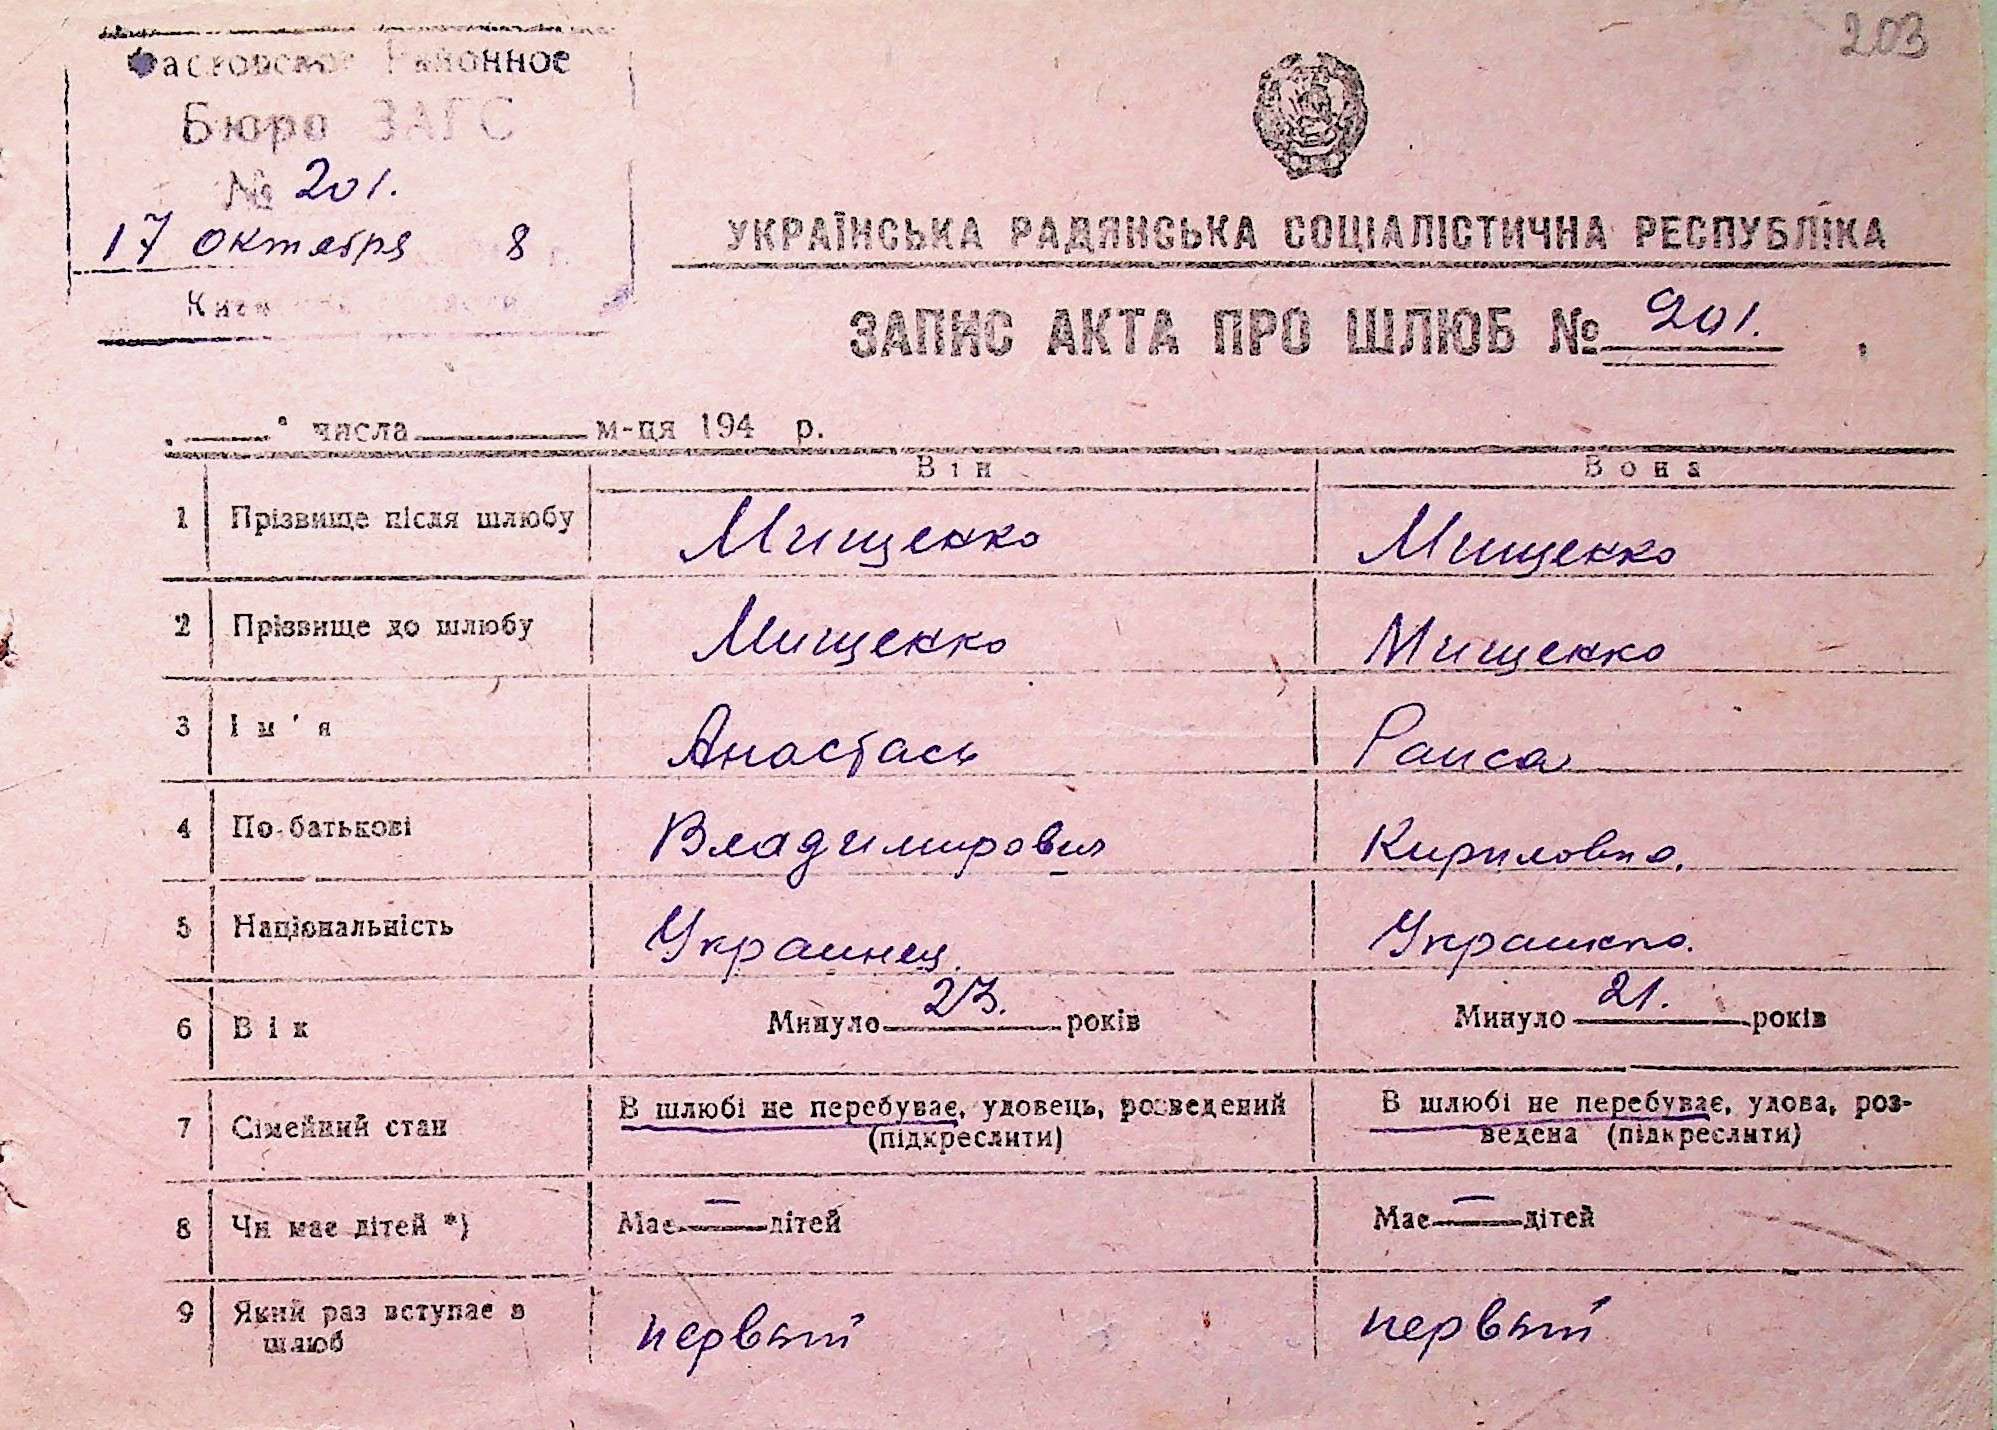 203
Фастовское Районное
Бюро ЗАГС
№ 201.
17 октября 8 г.
УКРАЇНСЬКА РАДЯНСЬКА СОЦІАЛІСТИЧНА РЕСПУБЛІКА
ЗАПИС АКТА ПРО ШЛЮБ № 201.
„ “ числа м-ця 194 р.
Він Вона
1 Прізвище після шлюбу Мищенко Мищенко
2 Прізвище до шлюбу Мищенко Мищенко
3 Ім'я Анастась Раиса
4 По-батькові Владимирович Кириловна.
5 Національність Украинец. Украинка.
6 Вік Минуло 23. років Минуло 21. років
7 Сімейний стан В шлюбі не перебуває, удовець, розведений В шлюбі не перебуває, удова, роз-
(підкреслити) ведена (підкреслити)
8 Чи має дітей *) Має — дітей Має — дітей
9 Який раз вступає в
шлюб первый первый